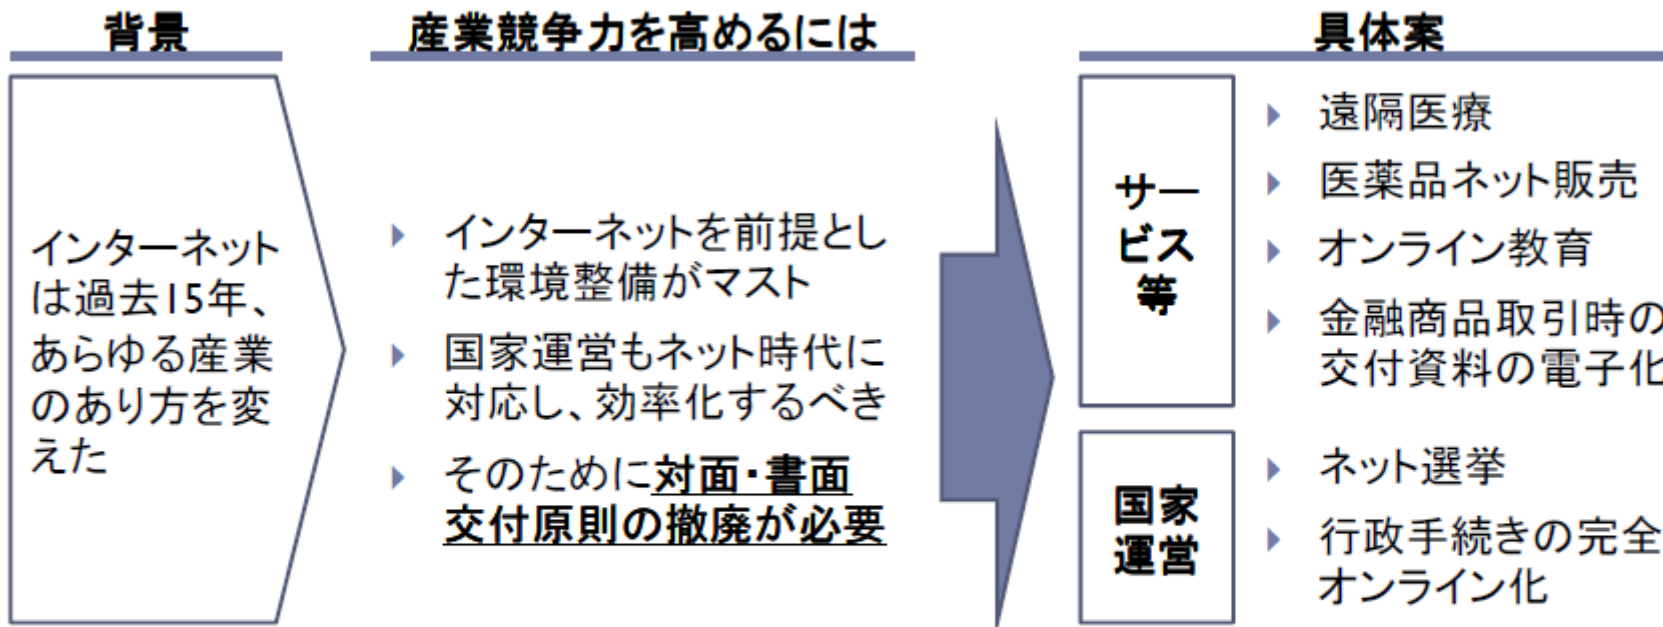 背景
インターネット
は過去15年、
あらゆる産業
のあり方を変
えた
産業競争力を高めるには
インターネットを前提とし
た環境整備がマスト
国家運営もネット時代に
対応し、効率化するべき
そのために対面・書面
交付原則の撤廃が必要
具体案
サー
ビス
等
遠隔医療
医薬品ネット販売
オンライン教育
金融商品取引時の
交付資料の電子化
国家
運営
ネット選挙
行政手続きの完全
オンライン化